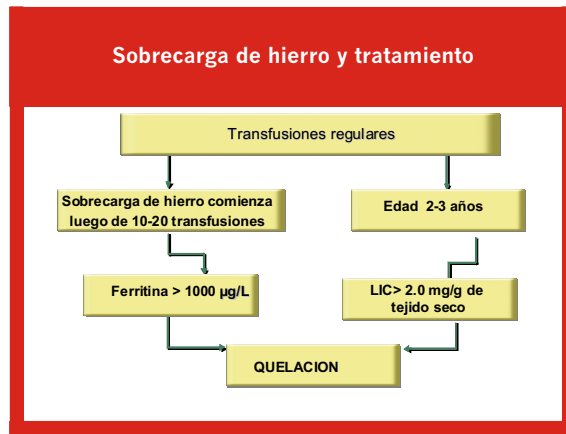 Sobrecarga de hierro y tratamiento
Transfusiones regulares
Sobrecarga de hierro comienza
luego de 10-20 transfusiones
Edad 2-3 años
Ferritina > 1000 µg/L
LIC> 2.0 mg/g de
tejido seco
QUELACION